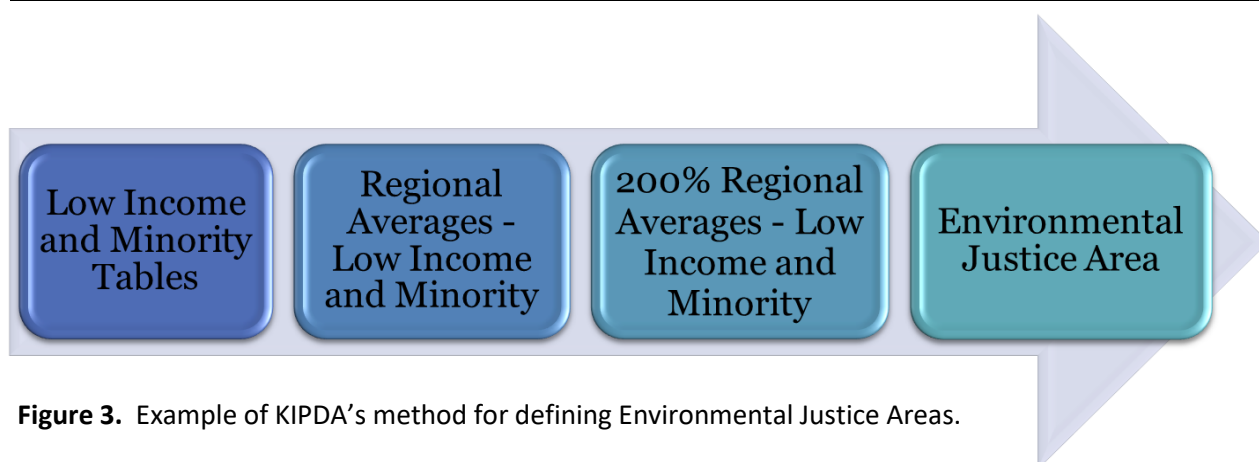 Low Income
and Minority
Tables
Regional
Averages -
Low Income
and Minority
200% Regional
Averages - Low
Income and
Minority
Environmental
Justice Area
Figure 3.  Example of KIPDA’s method for defining Environmental Justice Areas.